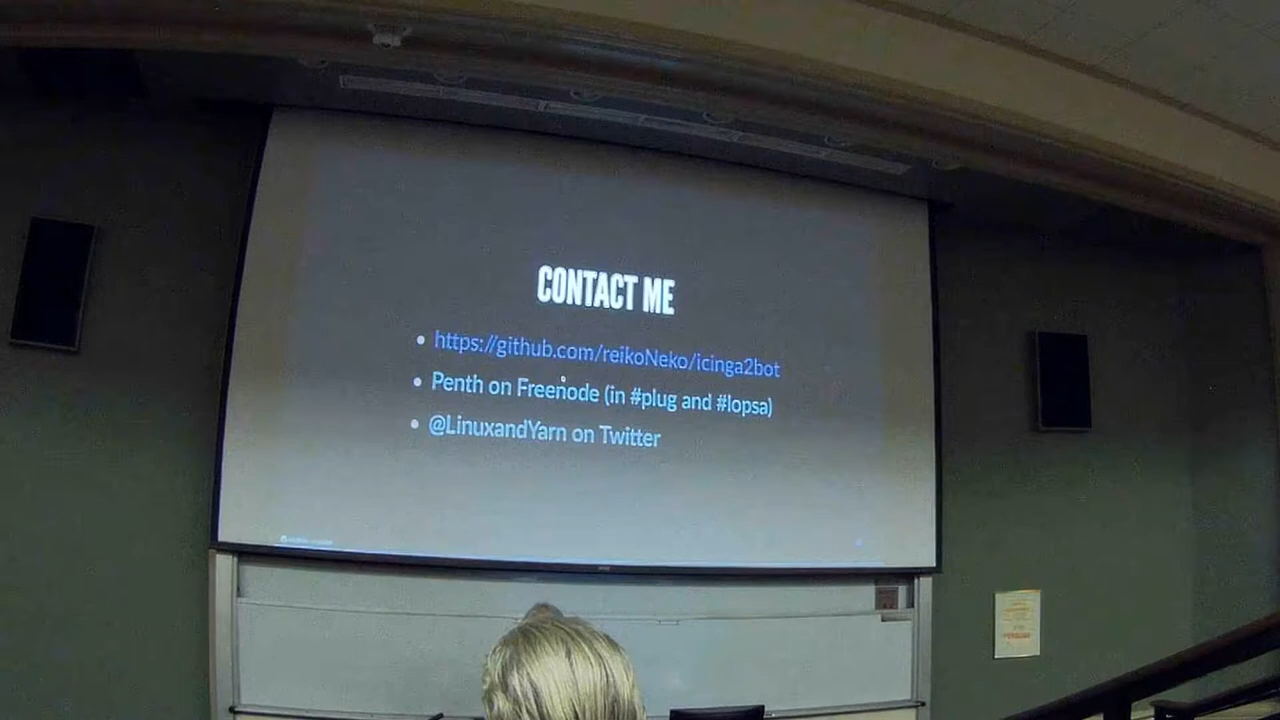 CONTACT ME
• https://github.com/reikoNeko/icinga2bot
• Penth on Freenode (in #plug and #lopsa)
• @LinuxandYarn on Twitter